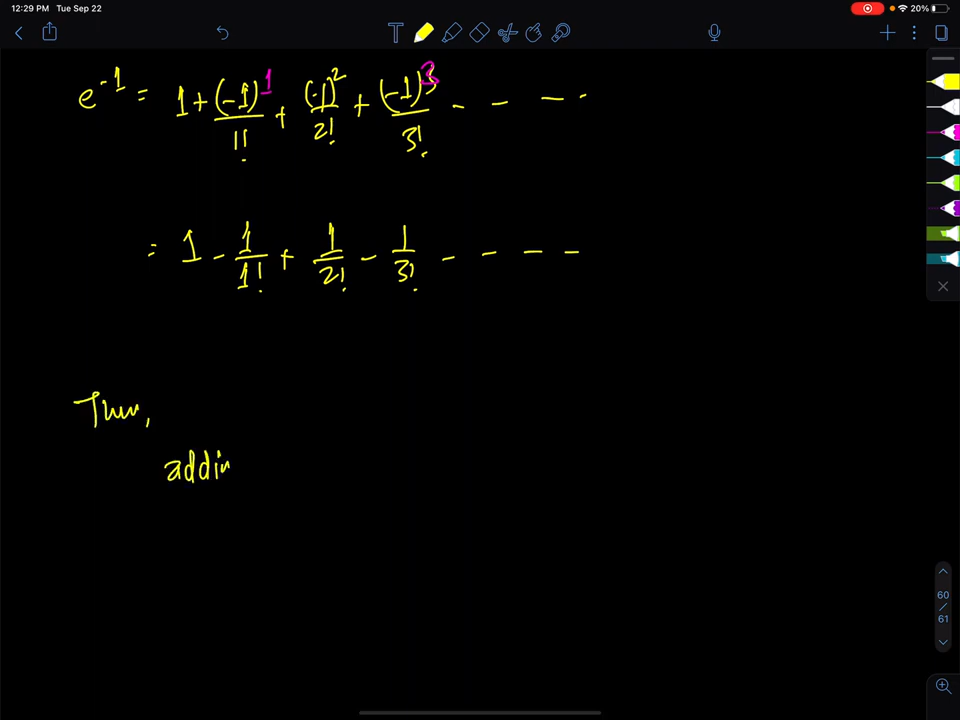 12:29 PM Tue Sep 22
20%
e^-1 = 1 + (-1)^1/1! + (-1)^2/2! + (-1)^3/3! - - - -
= 1 - 1/1! + 1/2! - 1/3! - - - -
addin
60
/
61